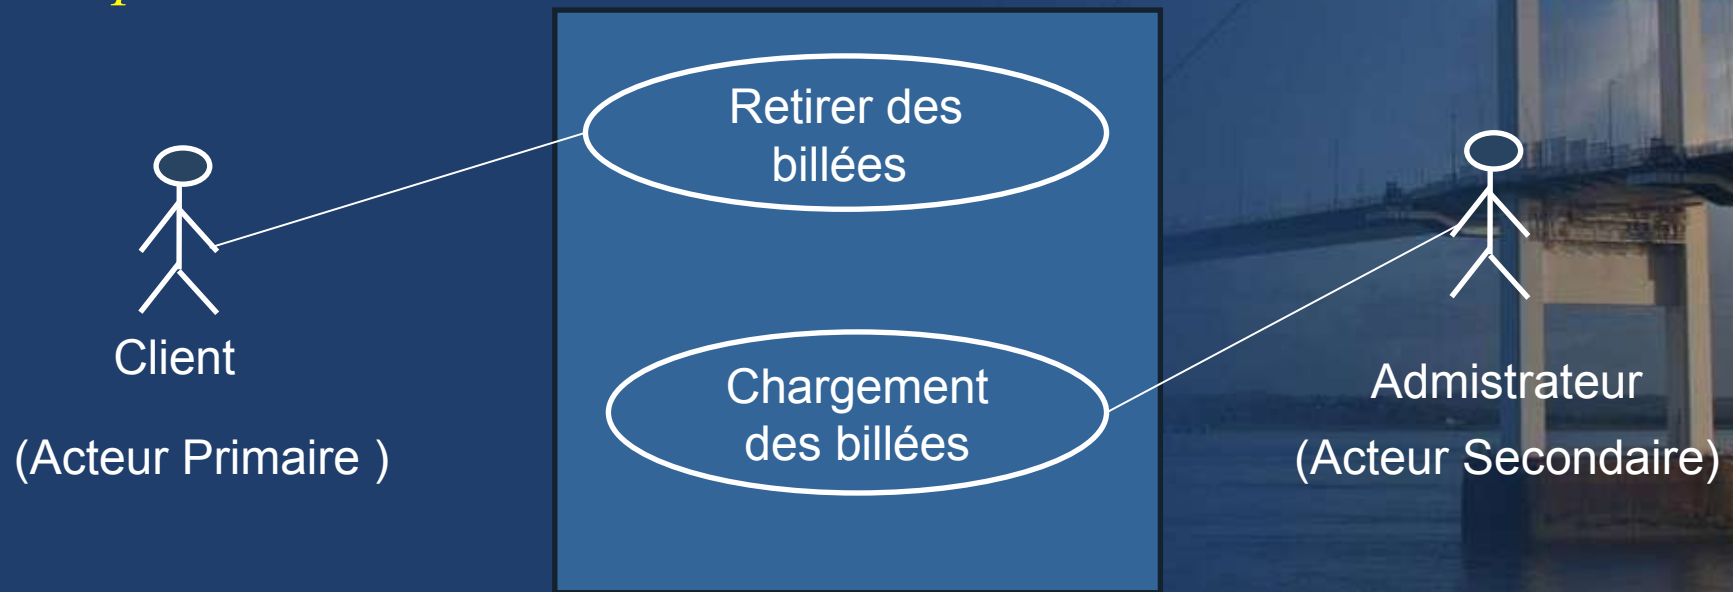 Retirer des
billées
Client
(Acteur Primaire )
Chargement
des billées
Admistrateur
(Acteur Secondaire)